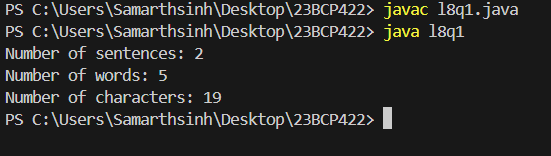 PS C:\Users\Samarthsinh\Desktop\23BCP422> javac l8q1.java
PS C:\Users\Samarthsinh\Desktop\23BCP422> java l8q1
Number of sentences: 2
Number of words: 5
Number of characters: 19
PS C:\Users\Samarthsinh\Desktop\23BCP422>